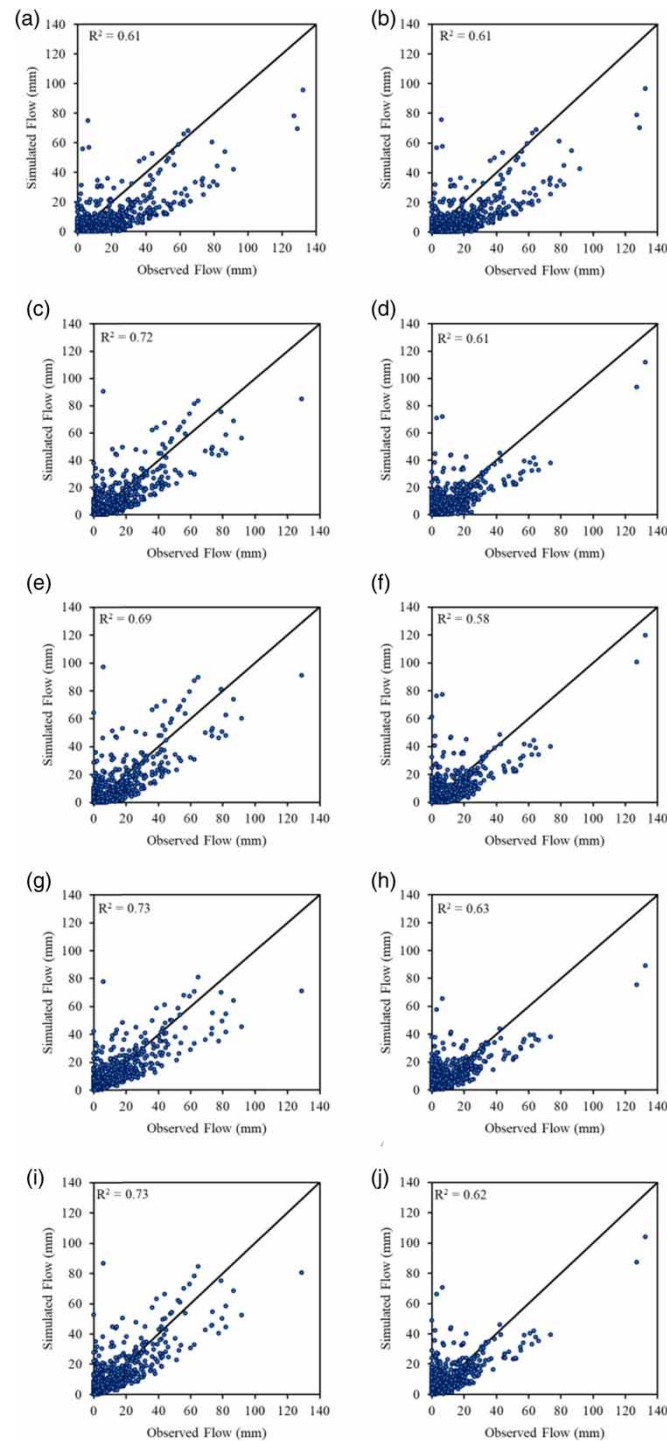 (a)
(b)
R² = 0.61
R² = 0.61
Simulated Flow (mm)
Simulated Flow (mm)
140
120
100
80
60
40
20
0
140
120
100
80
60
40
20
0
0 20 40 60 80 100 120 140
0 20 40 60 80 100 120 140
Observed Flow (mm)
Observed Flow (mm)
(c)
(d)
R² = 0.72
R² = 0.61
Simulated Flow (mm)
Simulated Flow (mm)
140
120
100
80
60
40
20
0
140
120
100
80
60
40
20
0
0 20 40 60 80 100 120 140
0 20 40 60 80 100 120 140
Observed Flow (mm)
Observed Flow (mm)
(e)
(f)
R² = 0.69
R² = 0.58
Simulated Flow (mm)
Simulated Flow (mm)
140
120
100
80
60
40
20
0
140
120
100
80
60
40
20
0
0 20 40 60 80 100 120 140
0 20 40 60 80 100 120 140
Observed Flow (mm)
Observed Flow (mm)
(g)
(h)
R² = 0.73
R² = 0.63
Simulated Flow (mm)
Simulated Flow (mm)
140
120
100
80
60
40
20
0
140
120
100
80
60
40
20
0
0 20 40 60 80 100 120 140
0 20 40 60 80 100 120 140
Observed Flow (mm)
Observed Flow (mm)
(i)
(j)
R² = 0.73
R² = 0.62
Simulated Flow (mm)
Simulated Flow (mm)
140
120
100
80
60
40
20
0
140
120
100
80
60
40
20
0
0 20 40 60 80 100 120 140
0 20 40 60 80 100 120 140
Observed Flow (mm)
Observed Flow (mm)